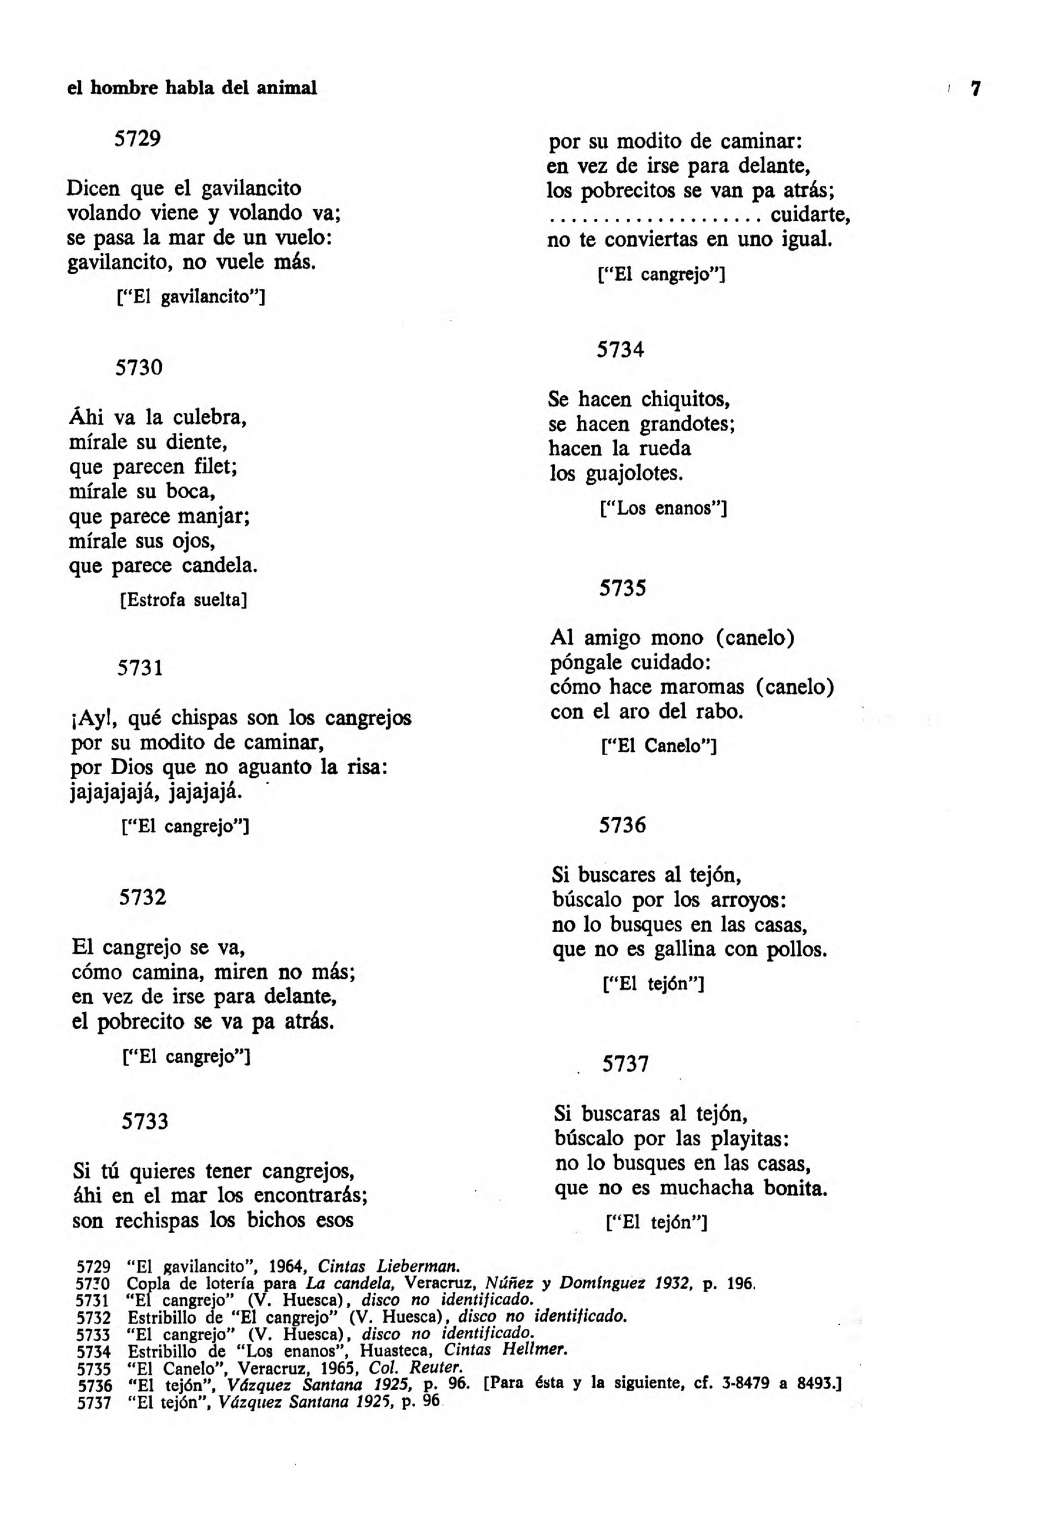 el hombre habla del animal
7
5729
Dicen que el gavilancito
volando viene y volando va;
se pasa la mar de un vuelo:
gavilancito, no vuele más.
["El gavilancito"]
5730
Áhi va la culebra,
mírale su diente,
que parecen filet;
mírale su boca,
que parece manjar;
mírale sus ojos,
que parece candela.
[Estrofa suelta]
5731
¡Ay!, qué chispas son los cangrejos
por su modito de caminar,
por Dios que no aguanto la risa:
jajajajajá, jajajajá.
["El cangrejo"]
5732
El cangrejo se va,
cómo camina, miren no más;
en vez de irse para delante,
el pobrecito se va pa atrás.
["El cangrejo"]
5733
Si tú quieres tener cangrejos,
áhi en el mar los encontrarás;
son rechispas los bichos esos
por su modito de caminar:
en vez de irse para delante,
los pobrecitos se van pa atrás;
.................... cuidarte,
no te conviertas en uno igual.
["El cangrejo"]
5734
Se hacen chiquitos,
se hacen grandotes;
hacen la rueda
los guajolotes.
["Los enanos"]
5735
Al amigo mono (canelo)
póngale cuidado:
cómo hace maromas (canelo)
con el aro del rabo.
["El Canelo"]
5736
Si buscares al tejón,
búscalo por los arroyos:
no lo busques en las casas,
que no es gallina con pollos.
["El tejón"]
5737
Si buscaras al tejón,
búscalo por las playitas:
no lo busques en las casas,
que no es muchacha bonita.
["El tejón"]
5729 "El gavilancito", 1964, Cintas Lieberman.
5730 Copla de lotería para La candela, Veracruz, Núñez y Domínguez 1932, p. 196.
5731 "El cangrejo" (V. Huesca), disco no identificado.
5732 Estribillo de "El cangrejo" (V. Huesca), disco no identificado.
5733 "El cangrejo" (V. Huesca), disco no identificado.
5734 Estribillo de "Los enanos", Huasteca, Cintas Hellmer.
5735 "El Canelo", Veracruz, 1965, Col. Reuter.
5736 "El tejón", Vázquez Santana 1925, p. 96. [Para ésta y la siguiente, cf. 3-8479 a 8493.]
5737 "El tejón", Vázquez Santana 1925, p. 96